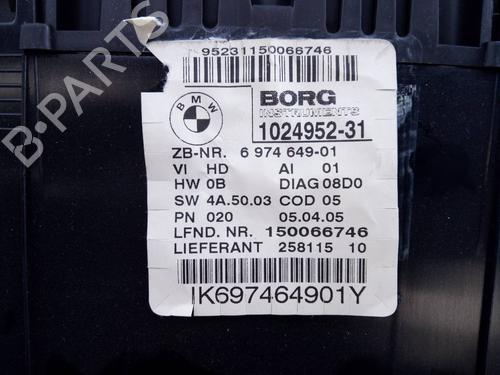 95231150066746
BMW
BORG
INSTRUMENTS
1024952-31
ZB-NR. 6 974 649-01
VI HD AI 01
HW 0B DIAG 08D0
SW 4A.50.03 COD 05
PN 020 05.04.05
LFND. NR. 150066746
LIEFERANT 258115 10
IK697464901Y
B-PARTS